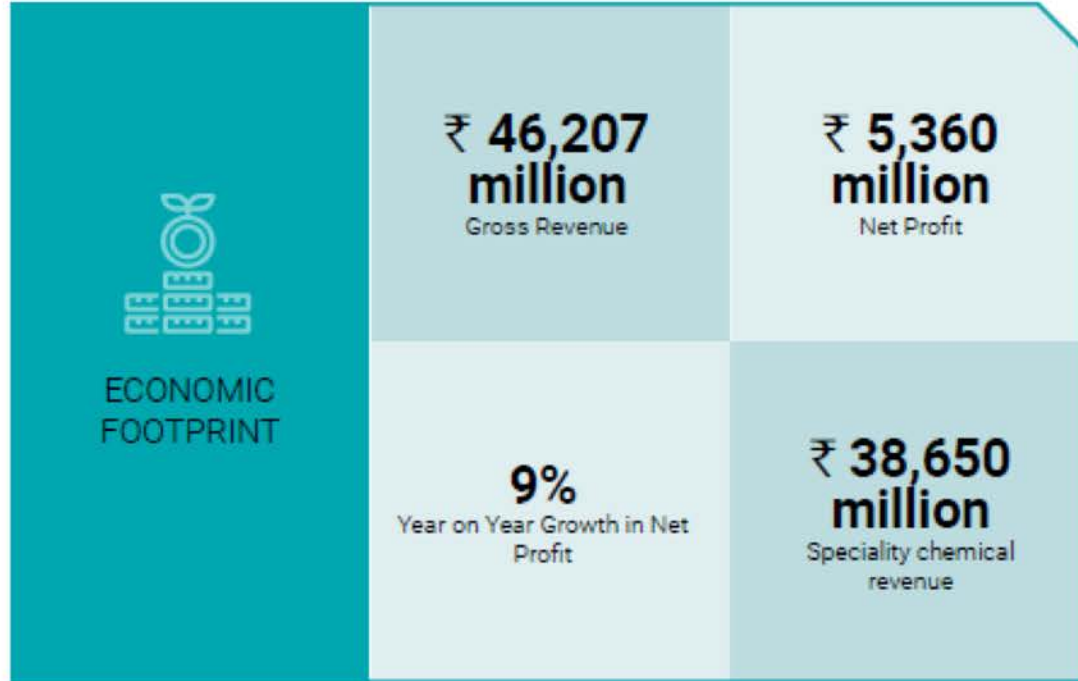 ECONOMIC
FOOTPRINT
₹ 46,207
million
Gross Revenue
₹ 5,360
million
Net Profit
9%
Year on Year Growth in Net
Profit
₹ 38,650
million
Speciality chemical
revenue